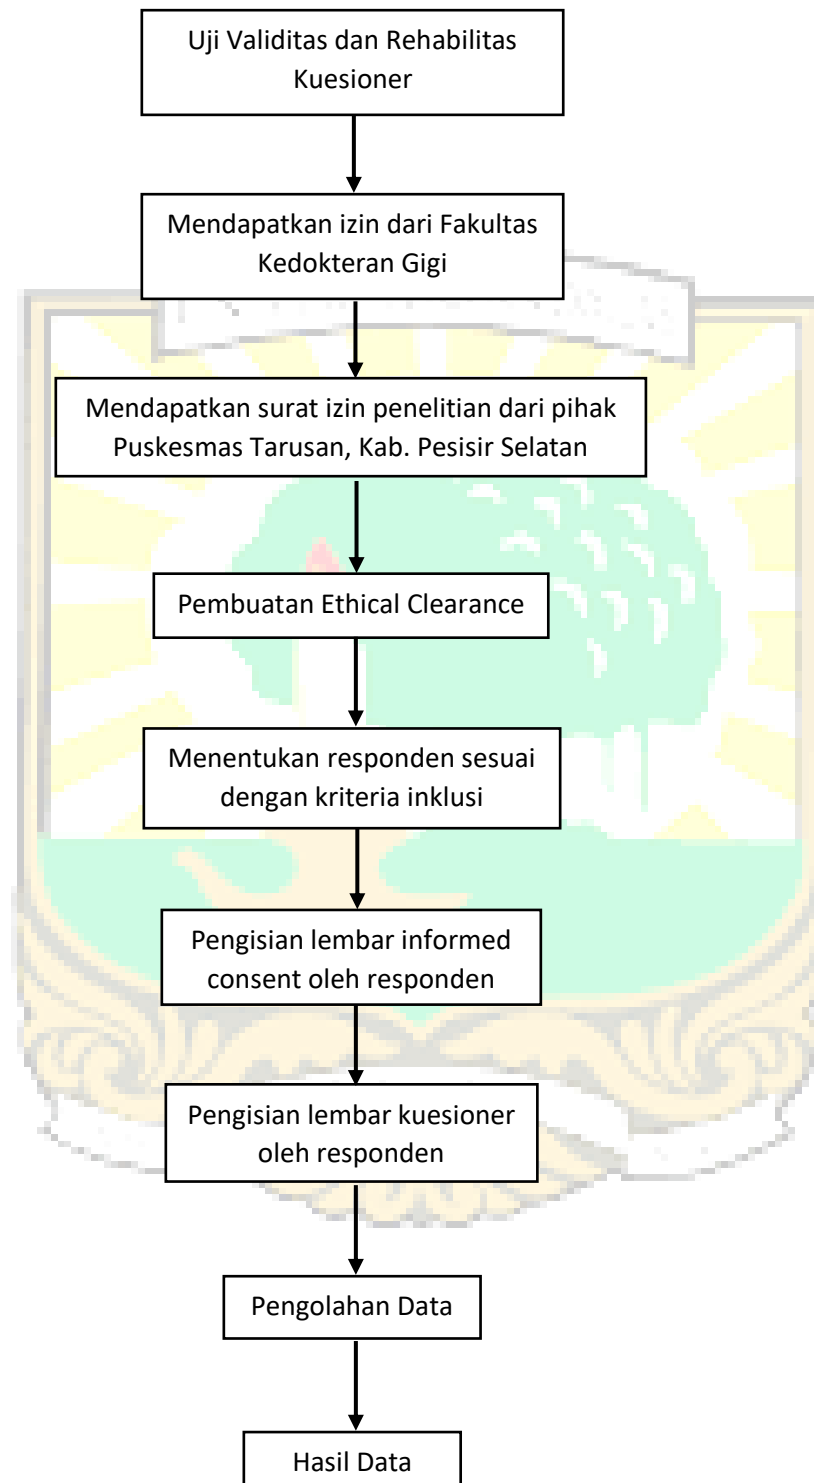 Uji Validitas dan Rehabilitas
Kuesioner
Mendapatkan izin dari Fakultas
Kedokteran Gigi
Mendapatkan surat izin penelitian dari pihak
Puskesmas Tarusan, Kab. Pesisir Selatan
Pembuatan Ethical Clearance
Menentukan responden sesuai
dengan kriteria inklusi
Pengisian lembar informed
consent oleh responden
Pengisian lembar kuesioner
oleh responden
Pengolahan Data
Hasil Data